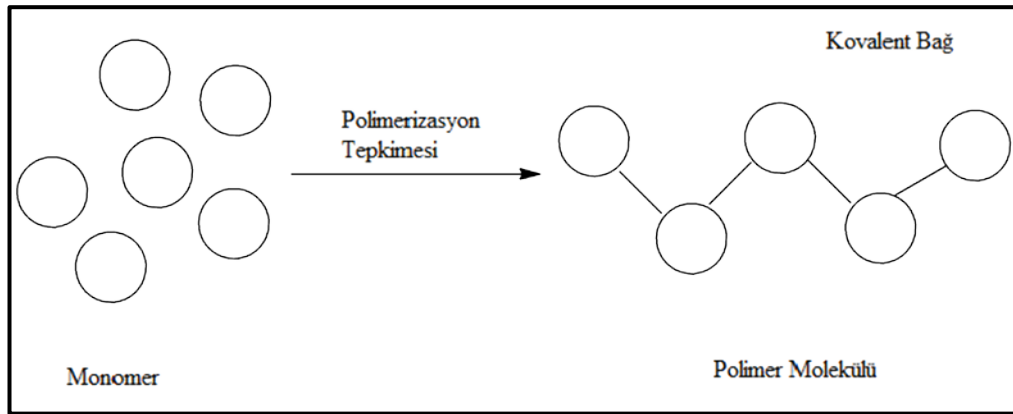 Kovalent Bağ
Polimerizasyon
Tepkimesi
Monomer
Polimer Molekülü